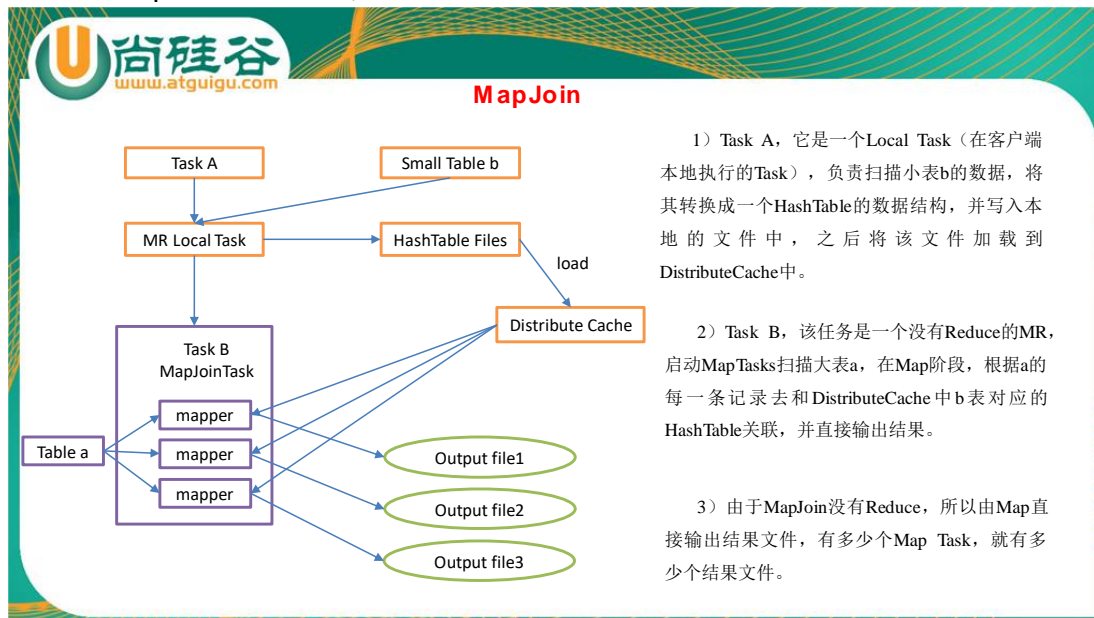 尚硅谷
www.atguigu.com
MapJoin
Task A
Small Table b
MR Local Task
HashTable Files
load
Distribute Cache
Task B
MapJoinTask
mapper
mapper
mapper
Table a
Output file1
Output file2
Output file3
1）Task A，它是一个Local Task（在客户端
本地执行的Task），负责扫描小表b的数据，将
其转换成一个HashTable的数据结构，并写入本
地的文件中，之后将该文件加载到
DistributeCache中。
2）Task B，该任务是一个没有Reduce的MR，
启动MapTasks扫描大表a，在Map阶段，根据a的
每一条记录去和DistributeCache中b表对应的
HashTable关联，并直接输出结果。
3）由于MapJoin没有Reduce，所以由Map直
接输出结果文件，有多少个Map Task，就有多
少个结果文件。